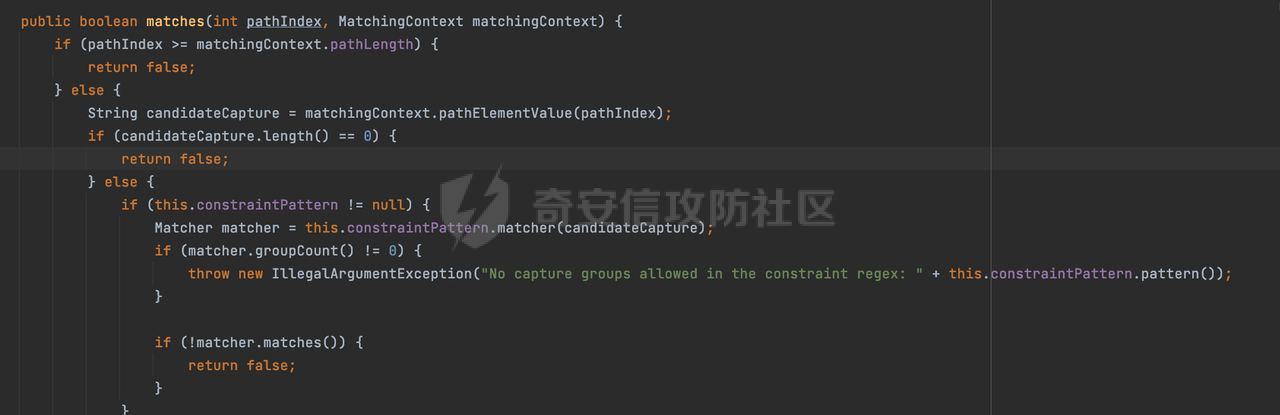 public boolean matches(int pathIndex, MatchingContext matchingContext) {
if (pathIndex >= matchingContext.pathLength) {
return false;
} else {
String candidateCapture = matchingContext.pathElementValue(pathIndex);
if (candidateCapture.length() == 0) {
return false;
} else {
if (this.constraintPattern != null) {
Matcher matcher = this.constraintPattern.matcher(candidateCapture);
if (matcher.groupCount() != 0) {
throw new IllegalArgumentException("No capture groups allowed in the constraint regex: " + this.constraintPattern.pattern());
}
if (!matcher.matches()) {
return false;
}
}
奇安信攻防社区